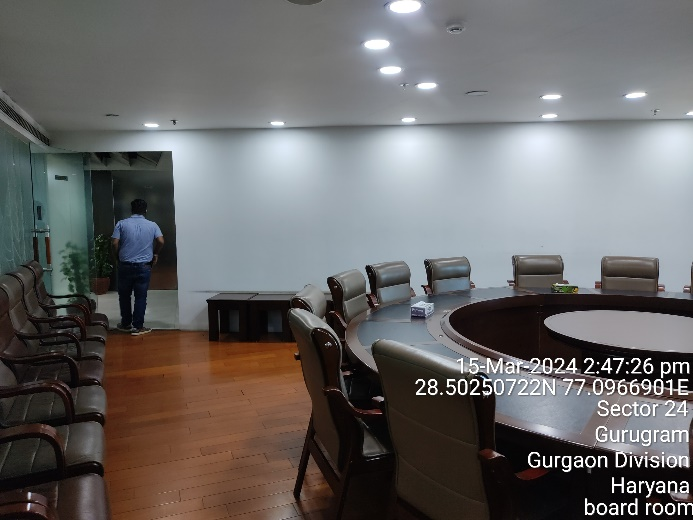 15-Mar-2024 2:47:26 pm
28.50250722N 77.0966901E
Sector 24
Gurugram
Gurgaon Division
Haryana
board room